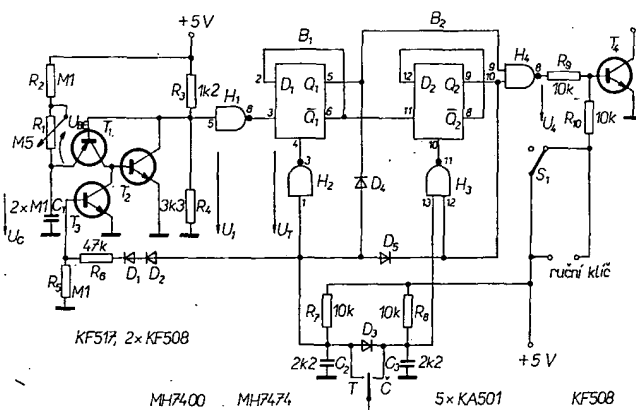 +5V
B1
B2
R2
M1
R3
1k2
H1
2
D1
Q1
5
12
D2
Q2
9
10
9
H4
8
R9
10k
T4
R1
M5
UBE
T1
5
8
3
Q̅1
6
11
Q̅2
8
U4
R10
10k
4
10
T2
3
H2
1
D4
11
H3
13
12
S1
2×M1
C1
T3
3k3
R4
U1
UT
UC
47k
R6
D1
D2
D5
ruční klíč
R5
M1
R7
10k
D3
10k
R8
+5V
KF517, 2×KF508
2k2
C2
C3
2k2
T
Č
MH7400
MH7474
5×KA501
KF508